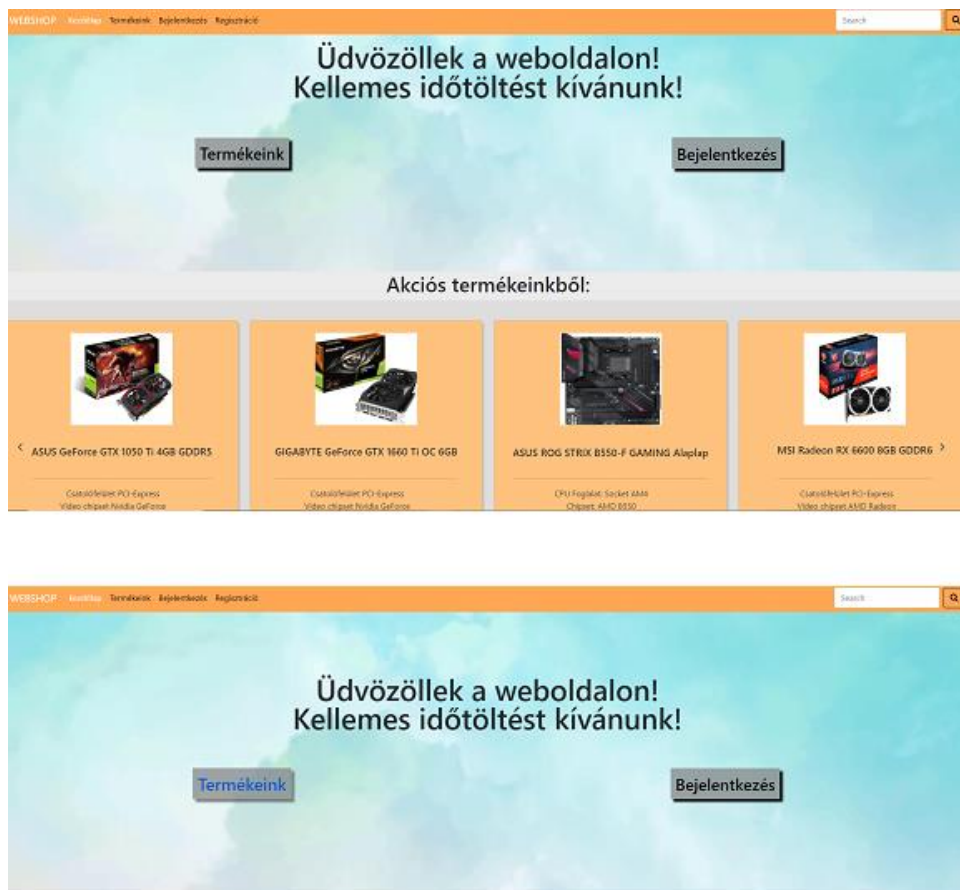 WEBSHOP Kezdőlap Termékeink Bejelentkezés Regisztráció Search
Üdvözöllek a weboldalon!
Kellemes időtöltést kívánunk!
Termékeink Bejelentkezés
Akciós termékeinkből:
ASUS GeForce GTX 1050 Ti 4GB GDDR5
GIGABYTE GeForce GTX 1660 Ti OC 6GB
ASUS ROG STRIX B550-F GAMING Alaplap
MSI Radeon RX 6600 8GB GDDR6
Csatolófelület PCI-Express
Video chipset Nvidia GeForce
Csatolófelület PCI-Express
Video chipset Nvidia GeForce
CPU Foglalat: Socket AM4
Chipset: AMD B550
Csatolófelület PCI-Express
Video chipset AMD Radeon
WEBSHOP Kezdőlap Termékeink Bejelentkezés Regisztráció Search
Üdvözöllek a weboldalon!
Kellemes időtöltést kívánunk!
Termékeink Bejelentkezés